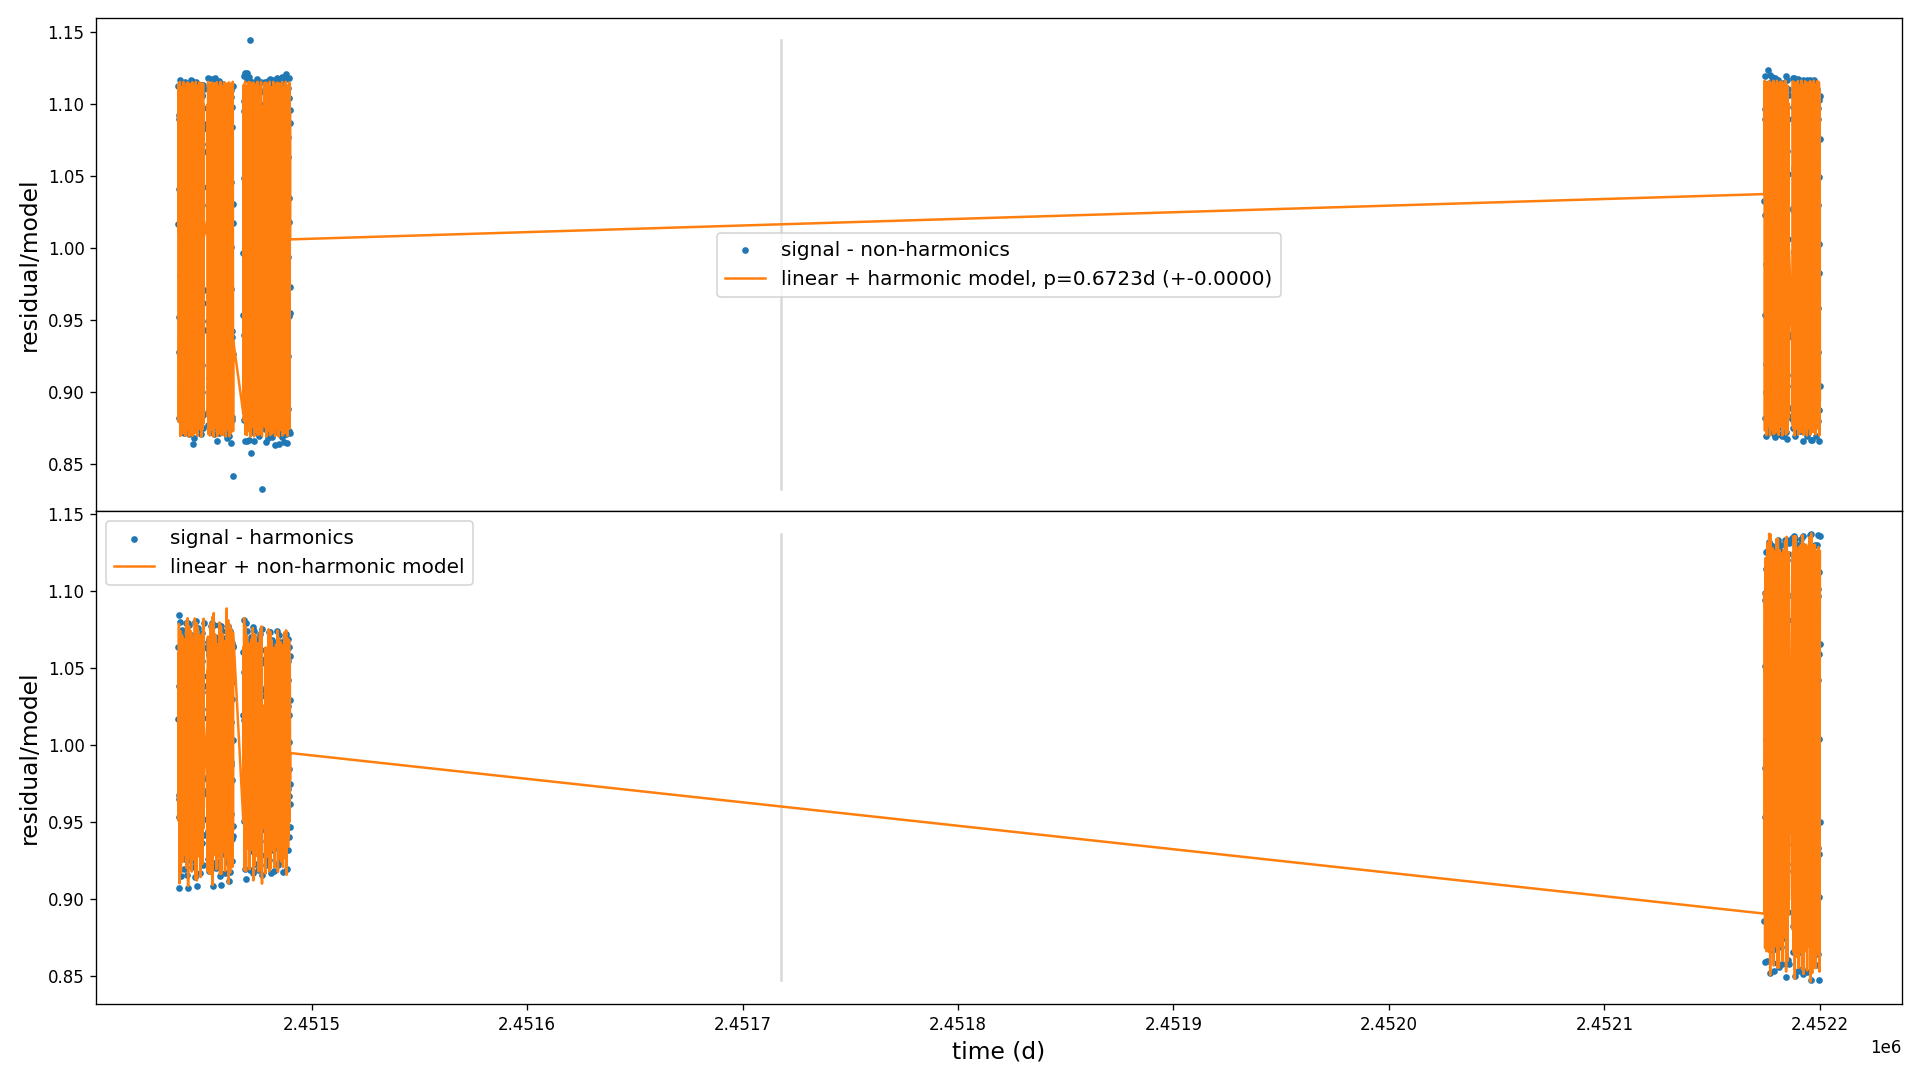 1.15
1.10
1.05
1.00
0.95
0.90
0.85
residual/model
signal - non-harmonics
linear + harmonic model, p=0.6723d (+-0.0000)
1.15
1.10
1.05
1.00
0.95
0.90
0.85
residual/model
signal - harmonics
linear + non-harmonic model
2.4515
2.4516
2.4517
2.4518
2.4519
2.4520
2.4521
2.4522
time (d)
1e6